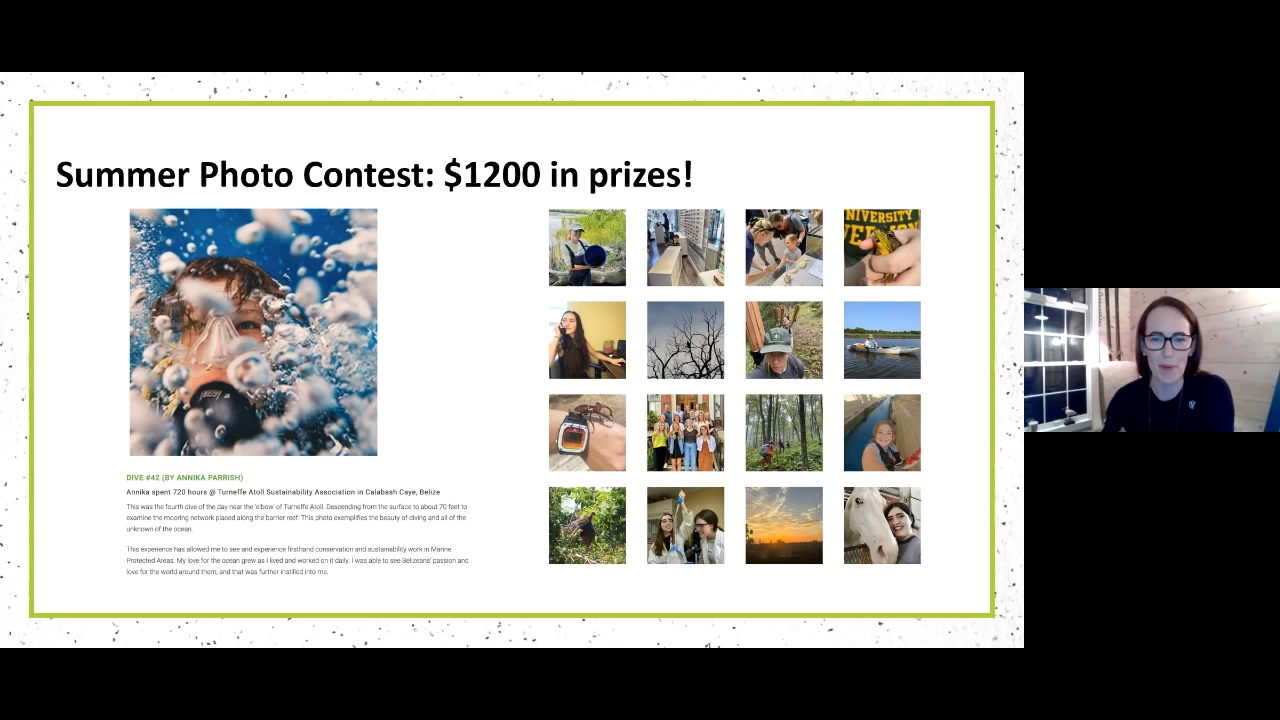 Summer Photo Contest: $1200 in prizes!
DIVE #42 (BY ANNIKA PARRISH)
Annika spent 720 hours @ Turneffe Atoll Sustainability Association in Calabash Caye, Belize
This was the fourth dive of the day near the 'elbow' of Turneffe Atoll. Descending from the surface to about 70 feet to
examine the mooring network placed along the barrier reef. This photo exemplifies the beauty of diving and all of the
unknown of the ocean.
This experience has allowed me to see and experience firsthand conservation and sustainability work in Marine
Protected Areas. My love for the ocean grew as I lived and worked on it daily. I was able to see Belizeans' passion and
love for the world around them, and that was further instilled into me.
NIVERSITY